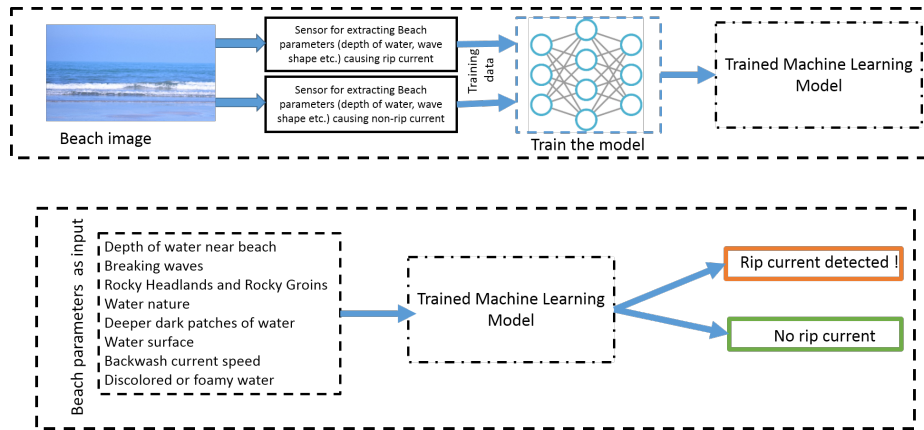 Sensor for extracting Beach
parameters (depth of water, wave
shape etc.) causing rip current
Sensor for extracting Beach
parameters (depth of water, wave
shape etc.) causing non-rip current
Training
data
Trained Machine Learning
Model
Beach image
Train the model
Beach parameters as input
Depth of water near beach
Breaking waves
Rocky Headlands and Rocky Groins
Water nature
Deeper dark patches of water
Water surface
Backwash current speed
Discolored or foamy water
Trained Machine Learning
Model
Rip current detected !
No rip current